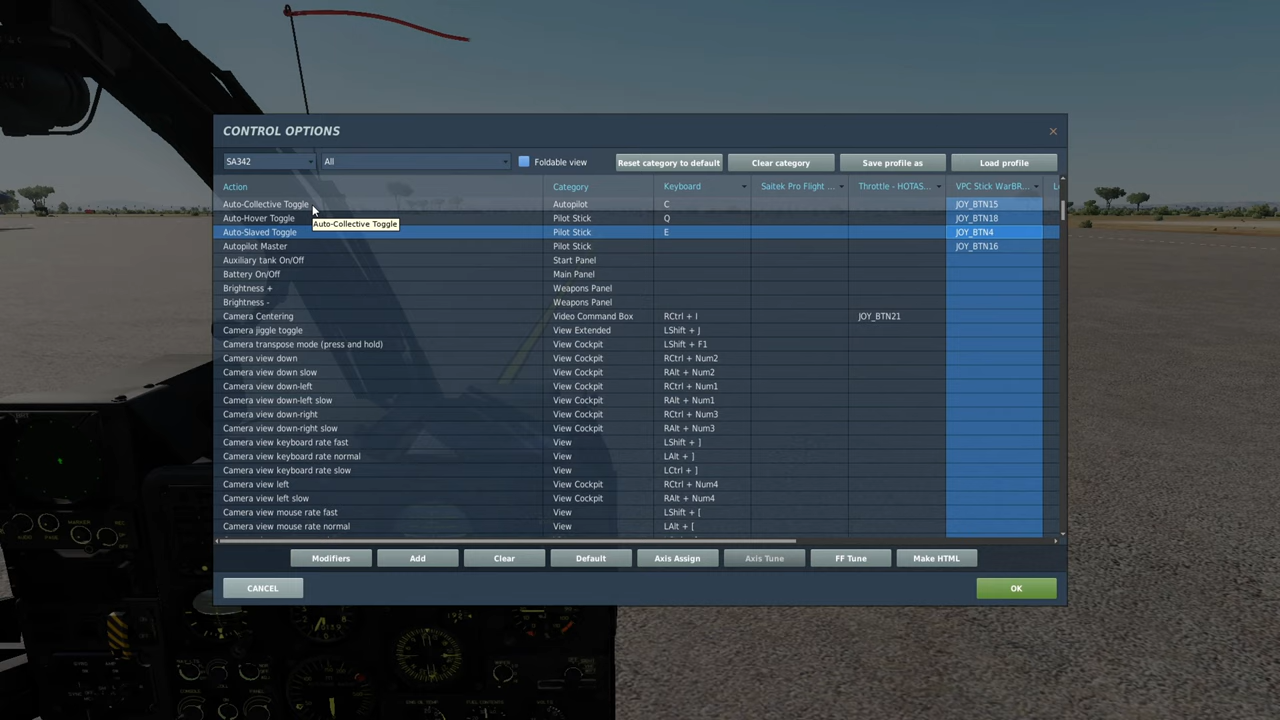 CONTROL OPTIONS ×
SA342 All Foldable view Reset category to default Clear category Save profile as Load profile
Action Category Keyboard Saitek Pro Flight ... Throttle - HOTAS... VPC Stick WarBR...
Auto-Collective Toggle Autopilot C JOY_BTN15
Auto-Hover Toggle Pilot Stick Q JOY_BTN18
Auto-Collective Toggle
Auto-Slaved Toggle Pilot Stick E JOY_BTN4
Autopilot Master Pilot Stick JOY_BTN16
Auxiliary tank On/Off Start Panel
Battery On/Off Main Panel
Brightness + Weapons Panel
Brightness - Weapons Panel
Camera Centering Video Command Box RCtrl + I JOY_BTN21
Camera jiggle toggle View Extended LShift + J
Camera transpose mode (press and hold) View Cockpit LShift + F1
Camera view down View Cockpit RCtrl + Num2
Camera view down slow View Cockpit RAlt + Num2
Camera view down-left View Cockpit RCtrl + Num1
Camera view down-left slow View Cockpit RAlt + Num1
Camera view down-right View Cockpit RCtrl + Num3
Camera view down-right slow View Cockpit RAlt + Num3
Camera view keyboard rate fast View LShift + ]
Camera view keyboard rate normal View LAlt + ]
Camera view keyboard rate slow View LCtrl + ]
Camera view left View Cockpit RCtrl + Num4
Camera view left slow View Cockpit RAlt + Num4
Camera view mouse rate fast View LShift + [
Camera view mouse rate normal View LAlt + [
Modifiers Add Clear Default Axis Assign Axis Tune FF Tune Make HTML
CANCEL OK
MARKER
AUDIO PAR
CONSOLE PANEL
VOLTS